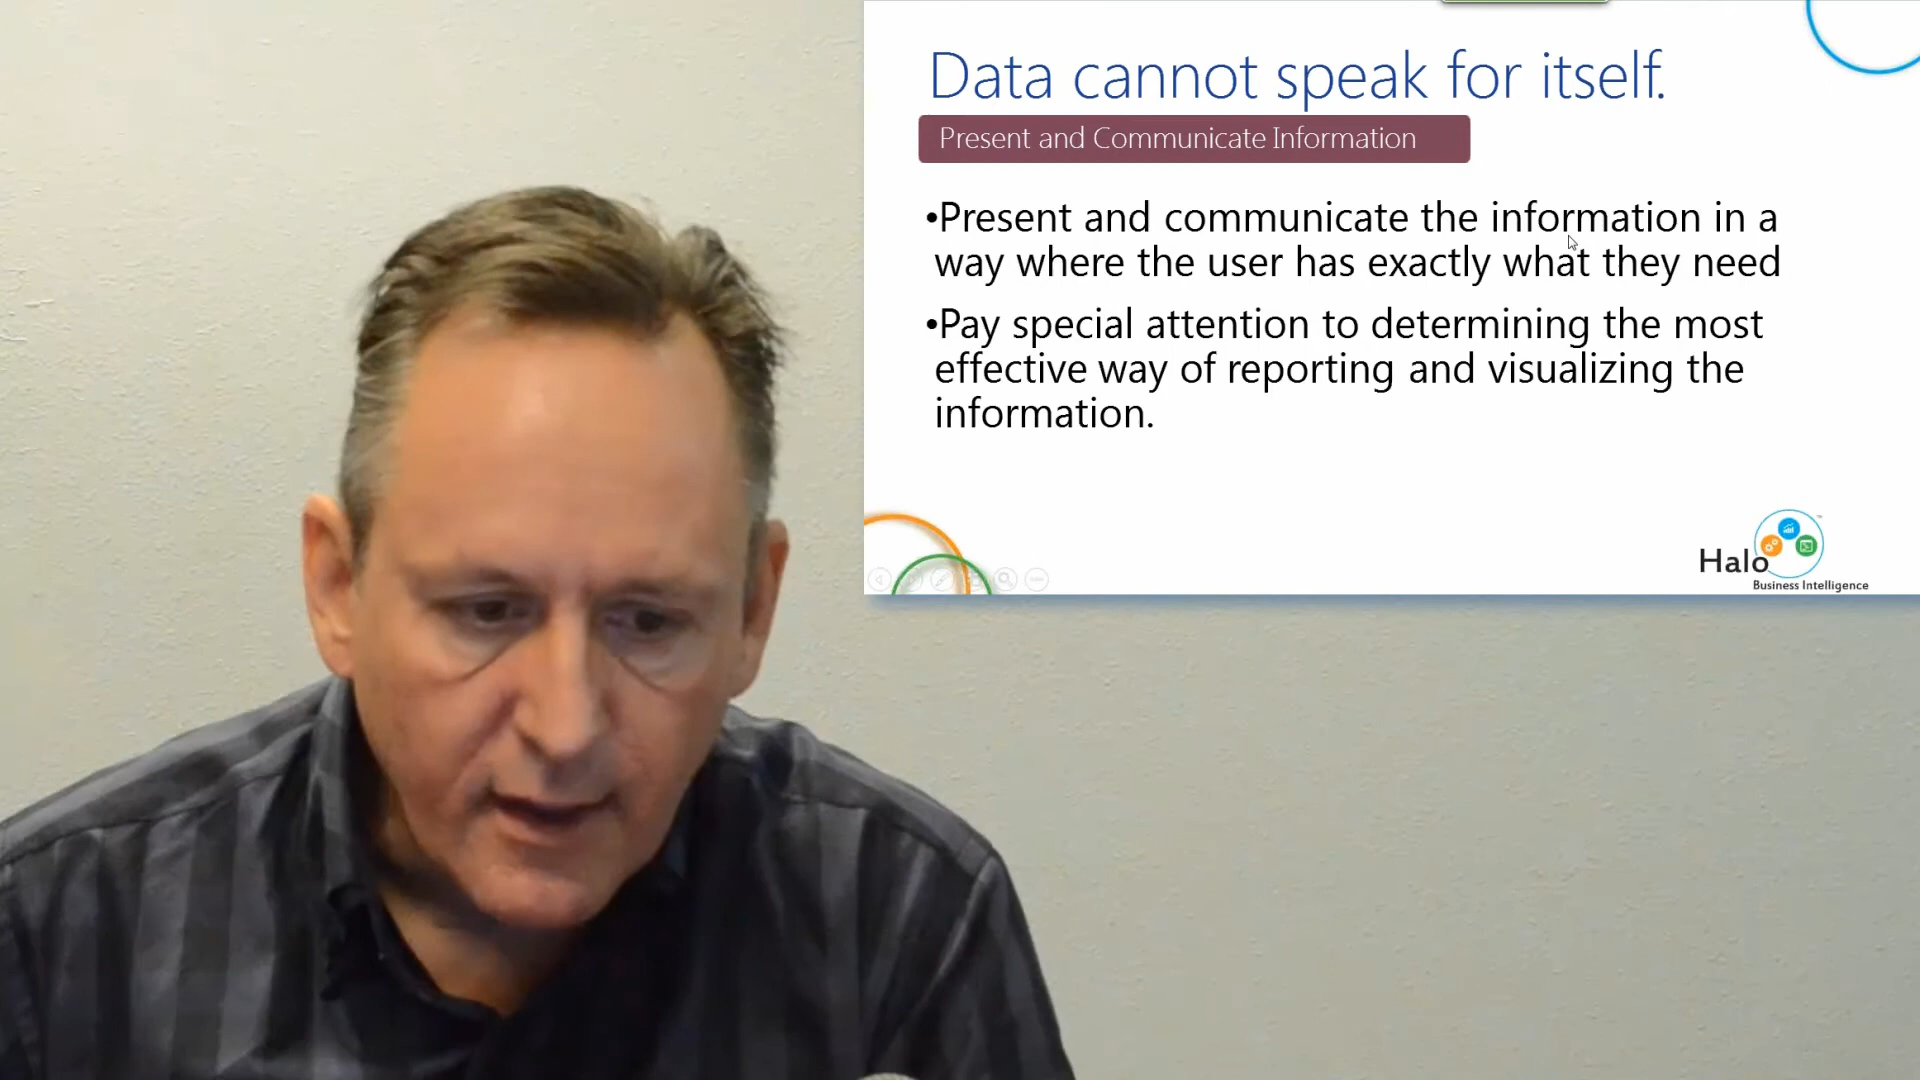 Data cannot speak for itself.
Present and Communicate Information
•Present and communicate the information in a
way where the user has exactly what they need
•Pay special attention to determining the most
effective way of reporting and visualizing the
information.
Halo
Business Intelligence